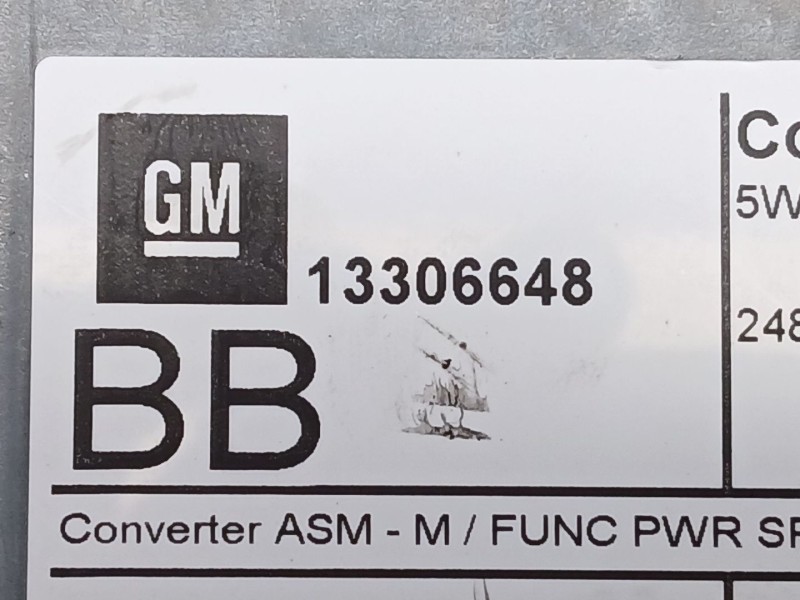 GM
13306648
BB
Converter ASM - M / FUNC PWR